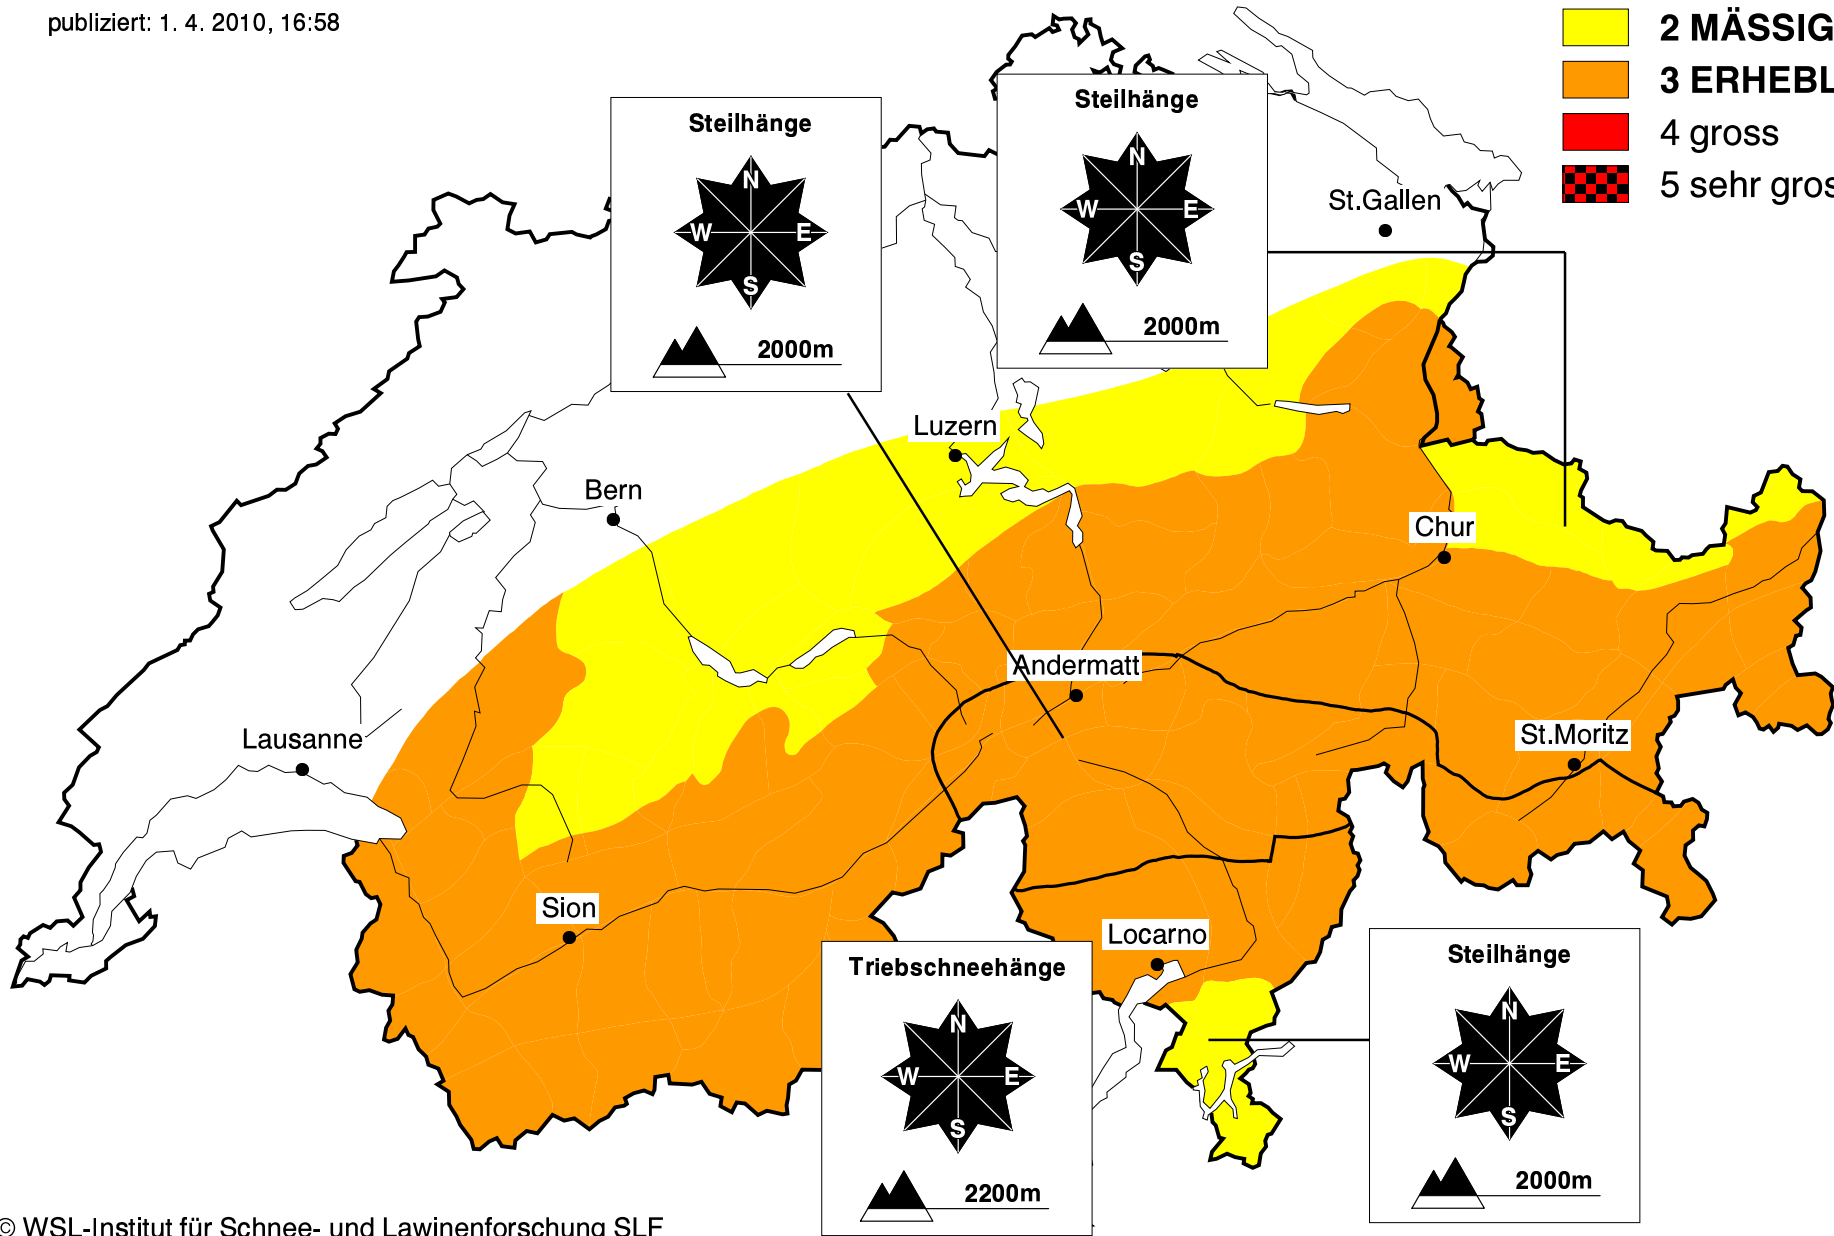 publiziert: 1. 4. 2010, 16:58
2 MÄSSIG
3 ERHEBL
4 gross
5 sehr gros
Steilhänge
N
W E
S
2000m
Steilhänge
N
W E
S
2000m
St.Gallen
Luzern
Bern
Chur
Andermatt
Lausanne
St.Moritz
Sion
Locarno
Triebschneehänge
N
W E
S
2200m
Steilhänge
N
W E
S
2000m
© WSL-Institut für Schnee- und Lawinenforschung SLF